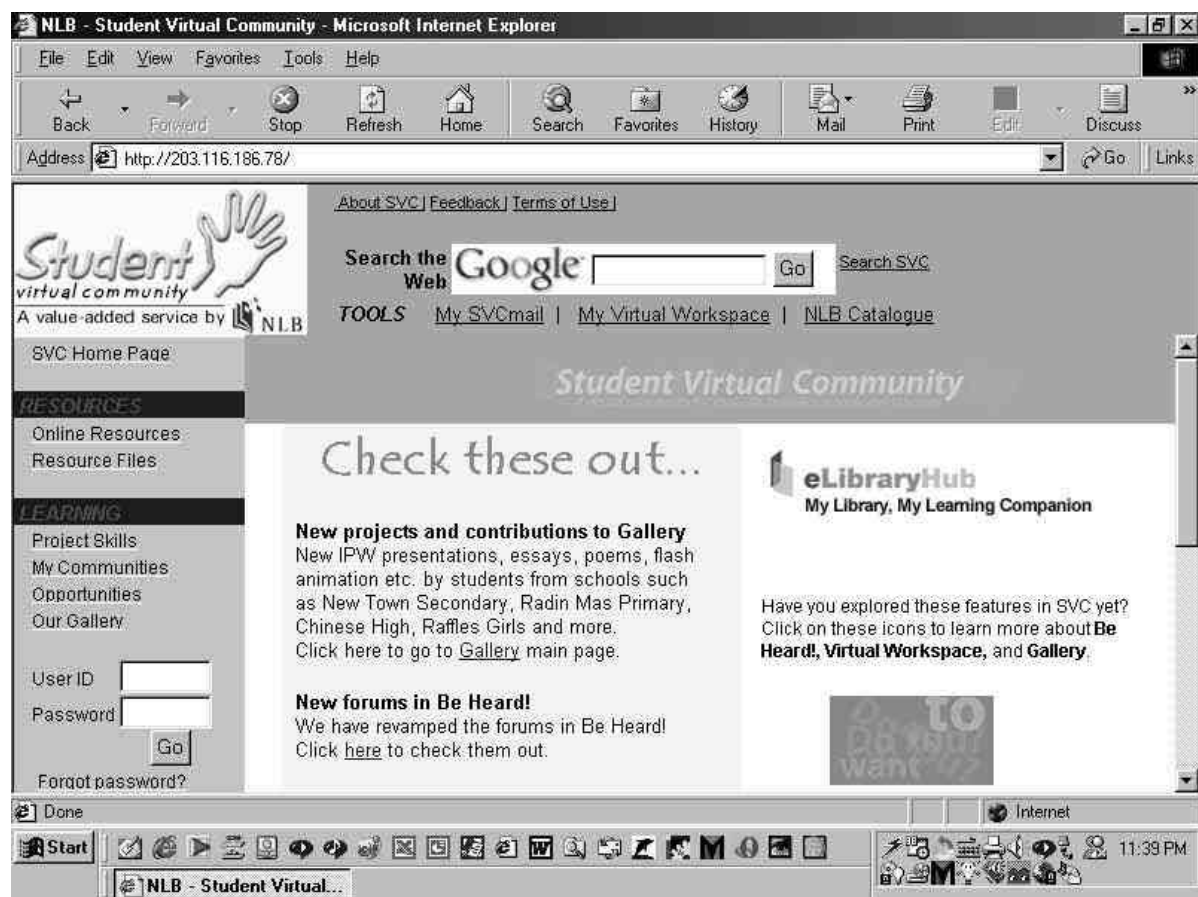 NLB - Student Virtual Community - Microsoft Internet Explorer
File Edit View Favorites Tools Help
Back Forward Stop Refresh Home Search Favorites History Mail Print Edit Discuss
Address http://203.116.186.78/ Go Links
Student
virtual community
A value-added service by NLB
About SVC | Feedback | Terms of Use |
Search the Web Google Go Search SVC
TOOLS My SVCmail | My Virtual Workspace | NLB Catalogue
SVC Home Page
RESOURCES
Online Resources
Resource Files
LEARNING
Project Skills
My Communities
Opportunities
Our Gallery
User ID
Password
Go
Forgot password?
Student Virtual Community
Check these out...
New projects and contributions to Gallery
New IPW presentations, essays, poems, flash
animation etc. by students from schools such
as New Town Secondary, Radin Mas Primary,
Chinese High, Raffles Girls and more.
Click here to go to Gallery main page.
New forums in Be Heard!
We have revamped the forums in Be Heard!
Click here to check them out.
eLibraryHub
My Library, My Learning Companion
Have you explored these features in SVC yet?
Click on these icons to learn more about Be
Heard!, Virtual Workspace, and Gallery.
to
Do you
want
Done Internet
Start 11:39 PM
NLB - Student Virtual...